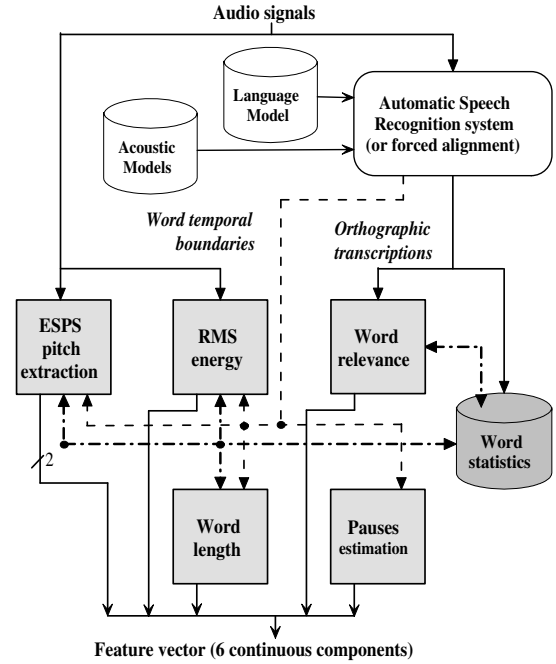 Audio signals
Language
Model
Acoustic
Models
Automatic Speech
Recognition system
(or forced alignment)
Word temporal
boundaries
Orthographic
transcriptions
ESPS
pitch
extraction
RMS
energy
Word
relevance
Word
statistics
2
Word
length
Pauses
estimation
Feature vector (6 continuous components)